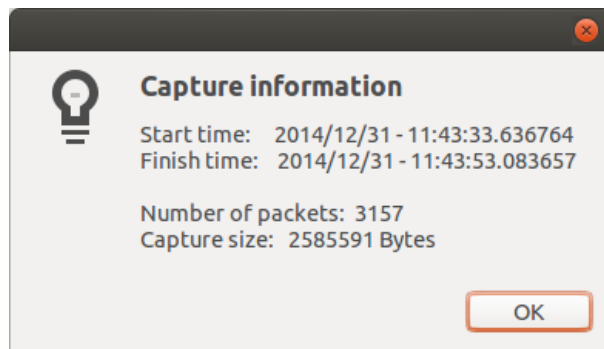 Capture information
Start time: 2014/12/31 - 11:43:33.636764
Finish time: 2014/12/31 - 11:43:53.083657
Number of packets: 3157
Capture size: 2585591 Bytes
OK